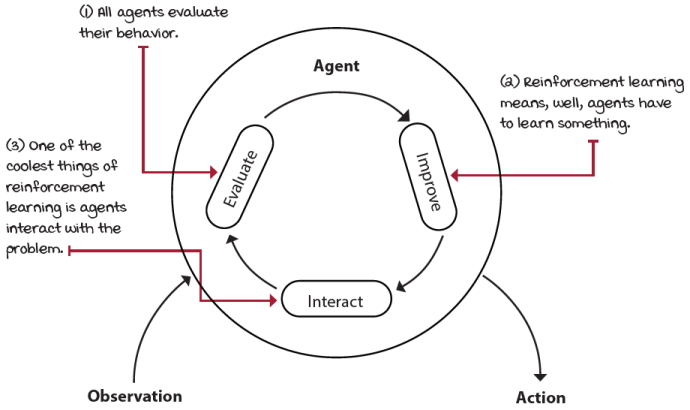 (1) All agents evaluate
their behavior.
Agent
(2) Reinforcement learning
means, well, agents have
to learn something.
(3) One of the
coolest things of
reinforcement
learning is agents
interact with the
problem.
Evaluate
Improve
Interact
Observation
Action